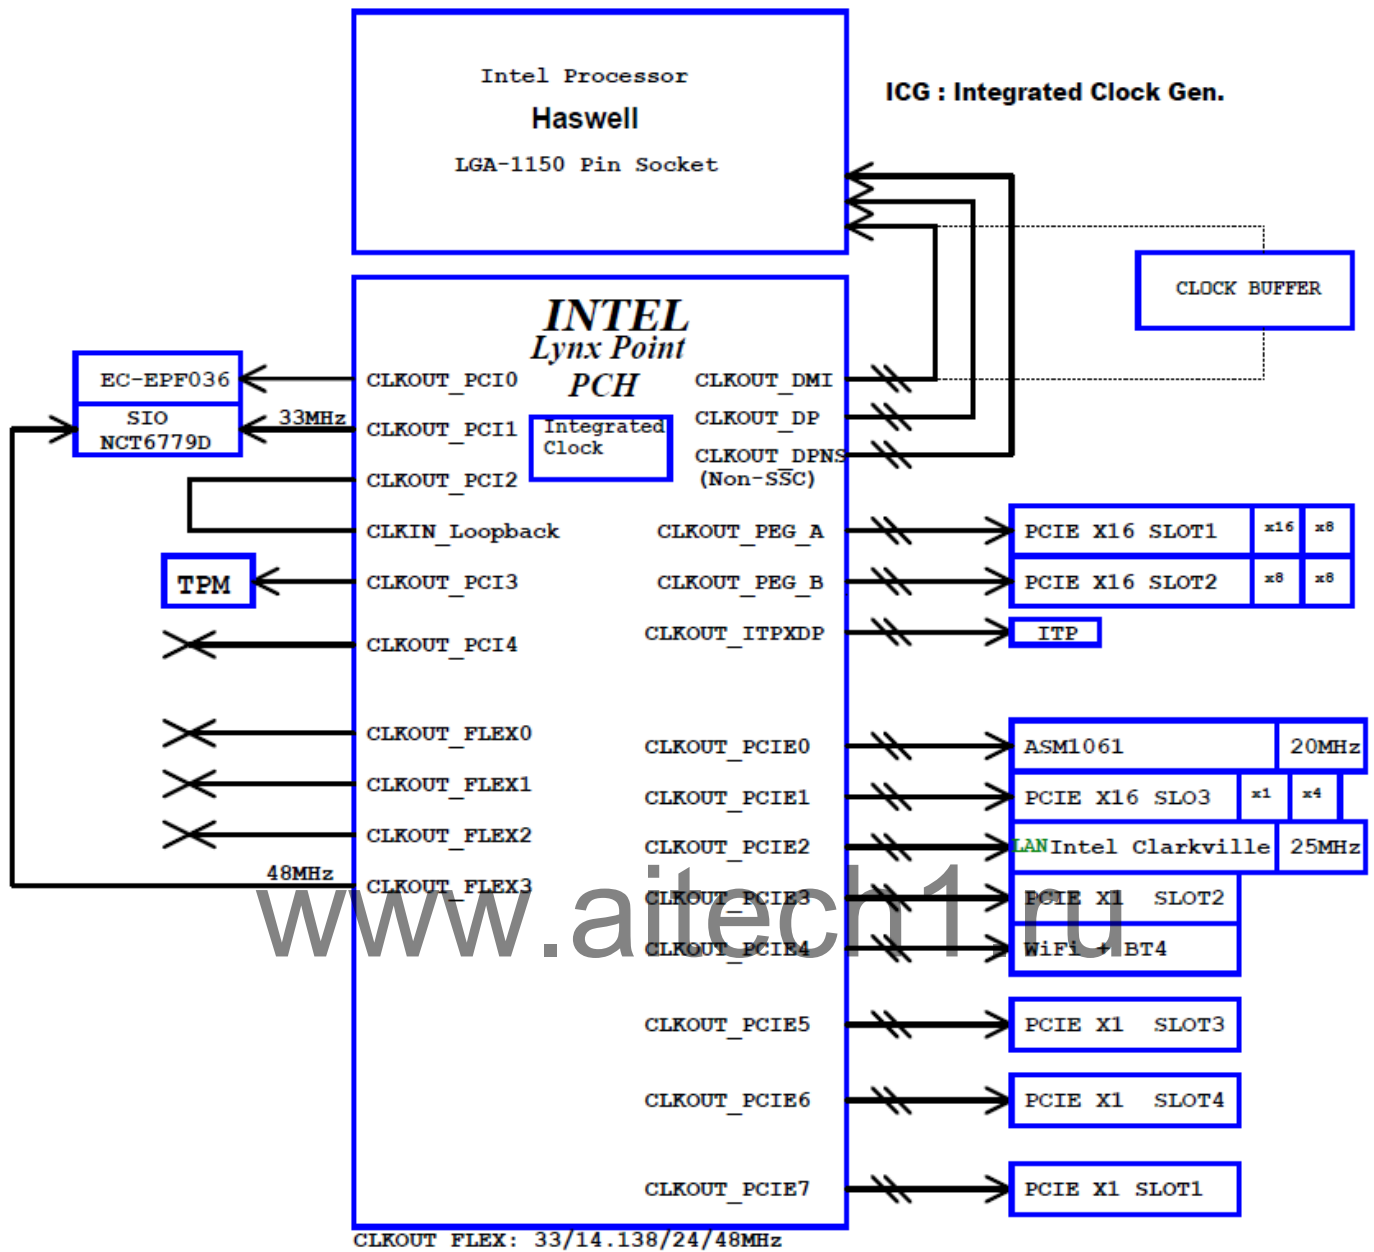 Intel Processor
Haswell
LGA-1150 Pin Socket
ICG : Integrated Clock Gen.
CLOCK BUFFER
INTEL
Lynx Point
PCH
Integrated
Clock
EC-EPF036
SIO
NCT6779D
33MHz
TPM
48MHz
CLKOUT_PCI0
CLKOUT_PCI1
CLKOUT_PCI2
CLKIN_Loopback
CLKOUT_PCI3
CLKOUT_PCI4
CLKOUT_FLEX0
CLKOUT_FLEX1
CLKOUT_FLEX2
CLKOUT_FLEX3
CLKOUT_DMI
CLKOUT_DP
CLKOUT_DPNS
(Non-SSC)
CLKOUT_PEG_A
CLKOUT_PEG_B
CLKOUT_ITPXDP
CLKOUT_PCIE0
CLKOUT_PCIE1
CLKOUT_PCIE2
CLKOUT_PCIE3
CLKOUT_PCIE4
CLKOUT_PCIE5
CLKOUT_PCIE6
CLKOUT_PCIE7
PCIE X16 SLOT1 x16 x8
PCIE X16 SLOT2 x8 x8
ITP
ASM1061 20MHz
PCIE X16 SLO3 x1 x4
LAN Intel Clarkville 25MHz
PCIE X1 SLOT2
WiFi + BT4
PCIE X1 SLOT3
PCIE X1 SLOT4
PCIE X1 SLOT1
www.aitech1.ru
CLKOUT FLEX: 33/14.138/24/48MHz